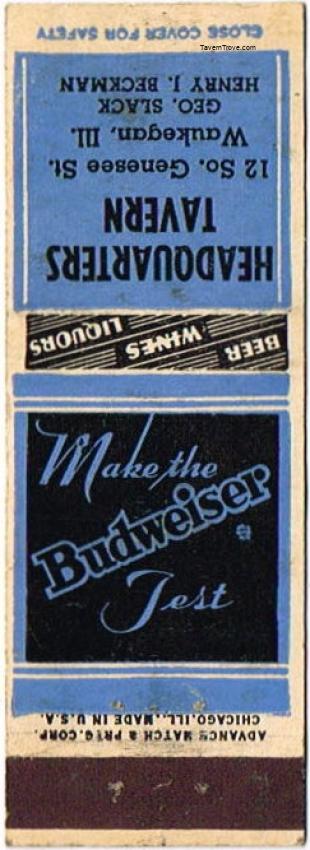 TavernTrove.com
CLOSE COVER FOR SAFETY
HEADQUARTERS
TAVERN
12 So. Genesee St.
Waukegan, Ill.
GEO. SLACK
HENRY J. BECKMAN
BEER WINES LIQUORS
Make the
Budweiser
Test
ADVANCE MATCH & PRT'G. CORP.
CHICAGO, ILL., MADE IN U.S.A.